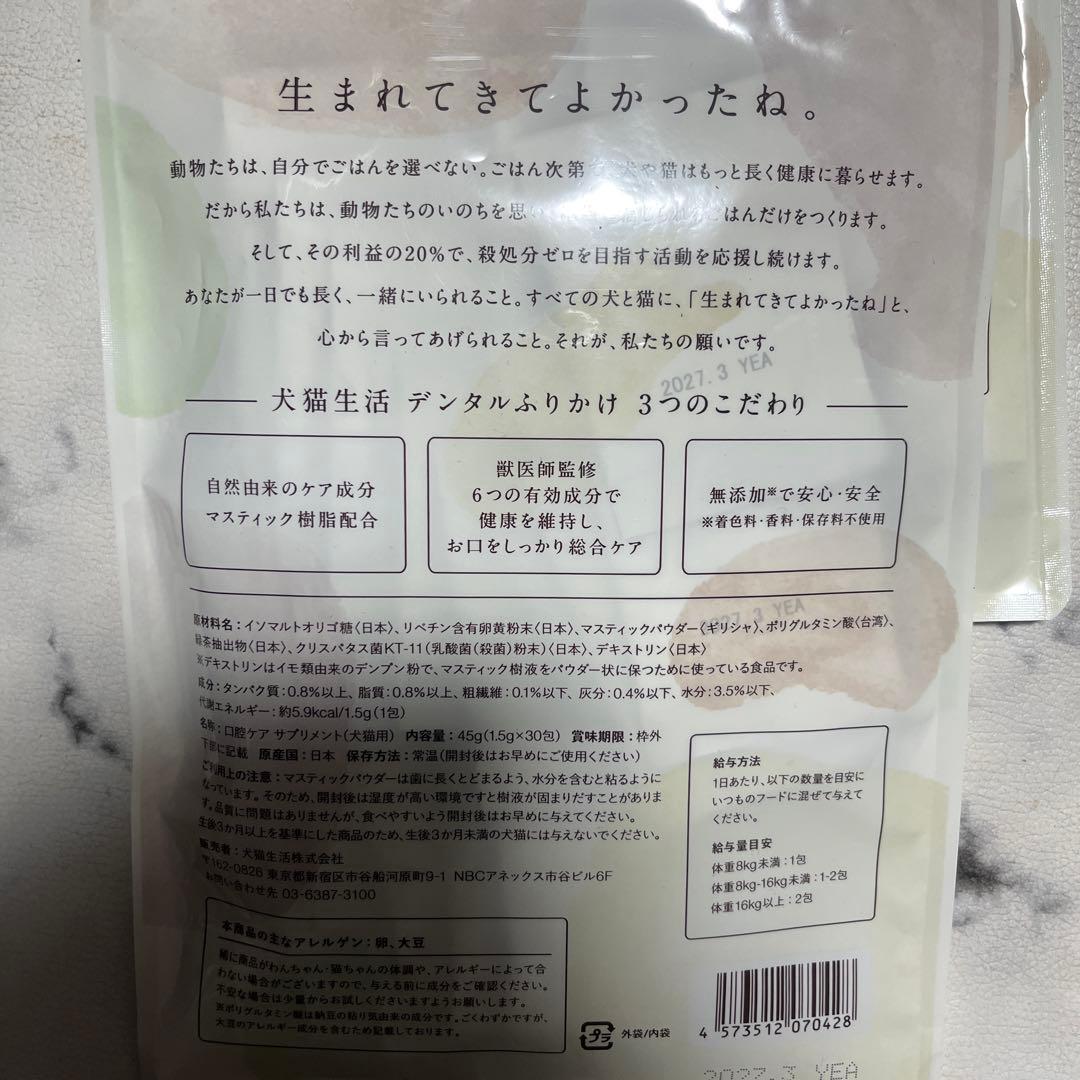 生まれてきてよかったね。
動物たちは、自分でごはんを選べない。ごはん次第 犬や猫はもっと長く健康に暮らせます。
だから私たちは、動物たちのいのちを思い ごはんだけをつくります。
そして、その利益の20%で、殺処分ゼロを目指す活動を応援し続けます。
あなたが一日でも長く、一緒にいられること。すべての犬と猫に、「生まれてきてよかったね」と、
心から言ってあげられること。それが、私たちの願いです。
2027.3 YEA
犬猫生活 デンタルふりかけ 3つのこだわり
自然由来のケア成分
マスティック樹脂配合
獣医師監修
6つの有効成分で
健康を維持し、
お口をしっかり総合ケア
無添加※で安心・安全
※着色料・香料・保存料不使用
2027.3 YEA
原材料名：イソマルトオリゴ糖〈日本〉、リベチン含有卵黄粉末〈日本〉、マスティックパウダー〈ギリシャ〉、ポリグルタミン酸〈台湾〉、
緑茶抽出物〈日本〉、クリスパタス菌KT-11（乳酸菌（殺菌）粉末）〈日本〉、デキストリン〈日本〉
※デキストリンはイモ類由来のデンプン粉で、マスティック樹液をパウダー状に保つために使っている食品です。
成分：タンパク質：0.8%以上、脂質：0.8%以上、粗繊維：0.1%以下、灰分：0.4%以下、水分：3.5%以下、
代謝エネルギー：約5.9kcal/1.5g（1包）
名称：口腔ケア サプリメント（犬猫用） 内容量：45g（1.5g×30包） 賞味期限：枠外
下部に記載 原産国：日本 保存方法：常温（開封後はお早めにご使用ください）
ご利用上の注意：マスティックパウダーは歯に長くとどまるよう、水分を含むと粘るように
なっています。そのため、開封後は湿度が高い環境ですと樹液が固まりだすことがありま
す。品質に問題はありませんが、食べやすいよう開封後はお早めに与えてください。
生後3か月以上を基準にした商品のため、生後3か月未満の犬猫には与えないでください。
販売者：犬猫生活株式会社
〒162-0826 東京都新宿区市谷船河原町9-1 NBCアネックス市谷ビル6F
お問い合わせ先 03-6387-3100
給与方法
1日あたり、以下の数量を目安に
いつものフードに混ぜて与えて
ください。
給与量目安
体重8kg未満：1包
体重8kg-16kg未満：1-2包
体重16kg以上：2包
本商品の主なアレルゲン：卵、大豆
稀に商品がわんちゃん・猫ちゃんの体調や、アレルギーによって合
わない場合がございますので、与える前に成分をご確認ください。
不安な場合は少量からお試しくださいますようお願いします。
※ポリグルタミン酸は納豆の粘り気由来の成分です。ごくわずかですが、
大豆のアレルギー成分を含むため記載しております。
プラ
外袋/内袋
4 573512 070428
2027.3 YEA